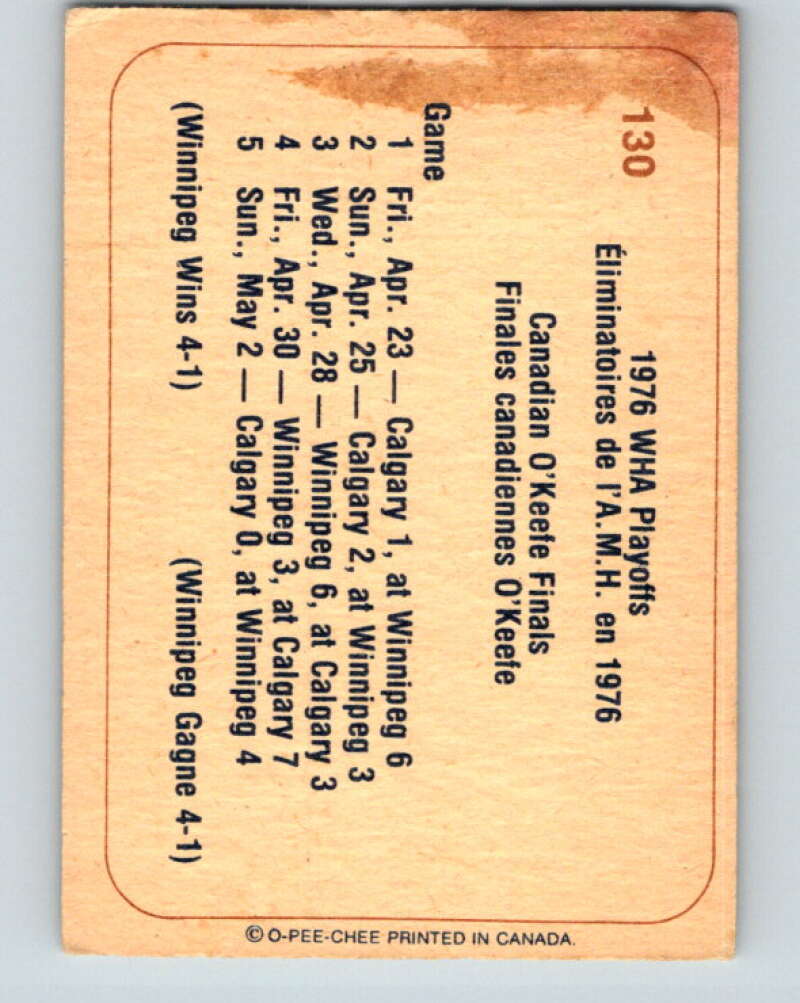 130
1976 WHA Playoffs
Éliminatoires de l'A.M.H. en 1976
Canadian O'Keefe Finals
Finales canadiennes O'Keefe
Game
1 Fri., Apr. 23 — Calgary 1, at Winnipeg 6
2 Sun., Apr. 25 — Calgary 2, at Winnipeg 3
3 Wed., Apr. 28 — Winnipeg 6, at Calgary 3
4 Fri., Apr. 30 — Winnipeg 3, at Calgary 7
5 Sun., May 2 — Calgary 0, at Winnipeg 4
(Winnipeg Wins 4-1) (Winnipeg Gagne 4-1)
© O-PEE-CHEE PRINTED IN CANADA.